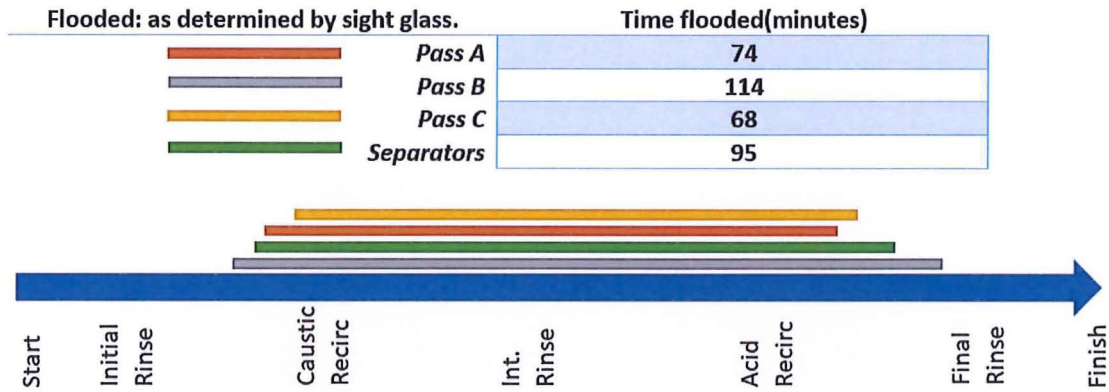 Flooded: as determined by sight glass. Time flooded(minutes)
Pass A 74
Pass B 114
Pass C 68
Separators 95
Start
Initial
Rinse
Caustic
Recirc
Int.
Rinse
Acid
Recirc
Final
Rinse
Finish